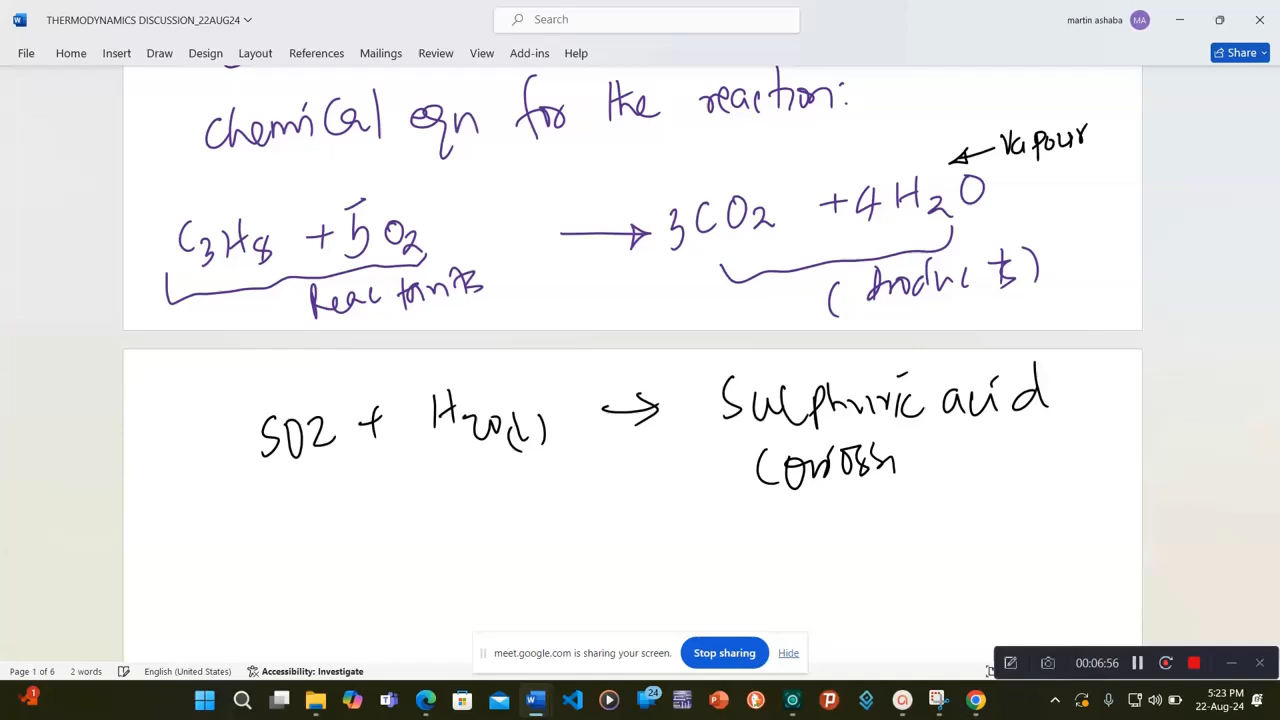 THERMODYNAMICS DISCUSSION_22AUG24
Search
martin ashaba
MA
File Home Insert Draw Design Layout References Mailings Review View Add-ins Help
Share
chemical eqn for the reaction:
Vapour
C3H8 + 5O2 → 3CO2 + 4H2O
Reactants
(products)
SO2 + H2O(l) → Sulphuric acid
meet.google.com is sharing your screen.
Stop sharing
Hide
Page 1 of 6
2 words
English (United States)
Accessibility: Investigate
00:06:56
1
24
5:23 PM
22-Aug-24